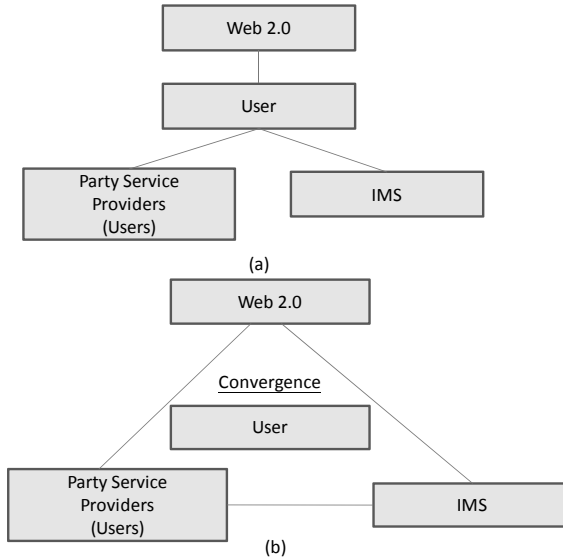 Web 2.0
User
Party Service
Providers
(Users)
IMS
(a)
Web 2.0
Convergence
User
Party Service
Providers
(Users)
IMS
(b)